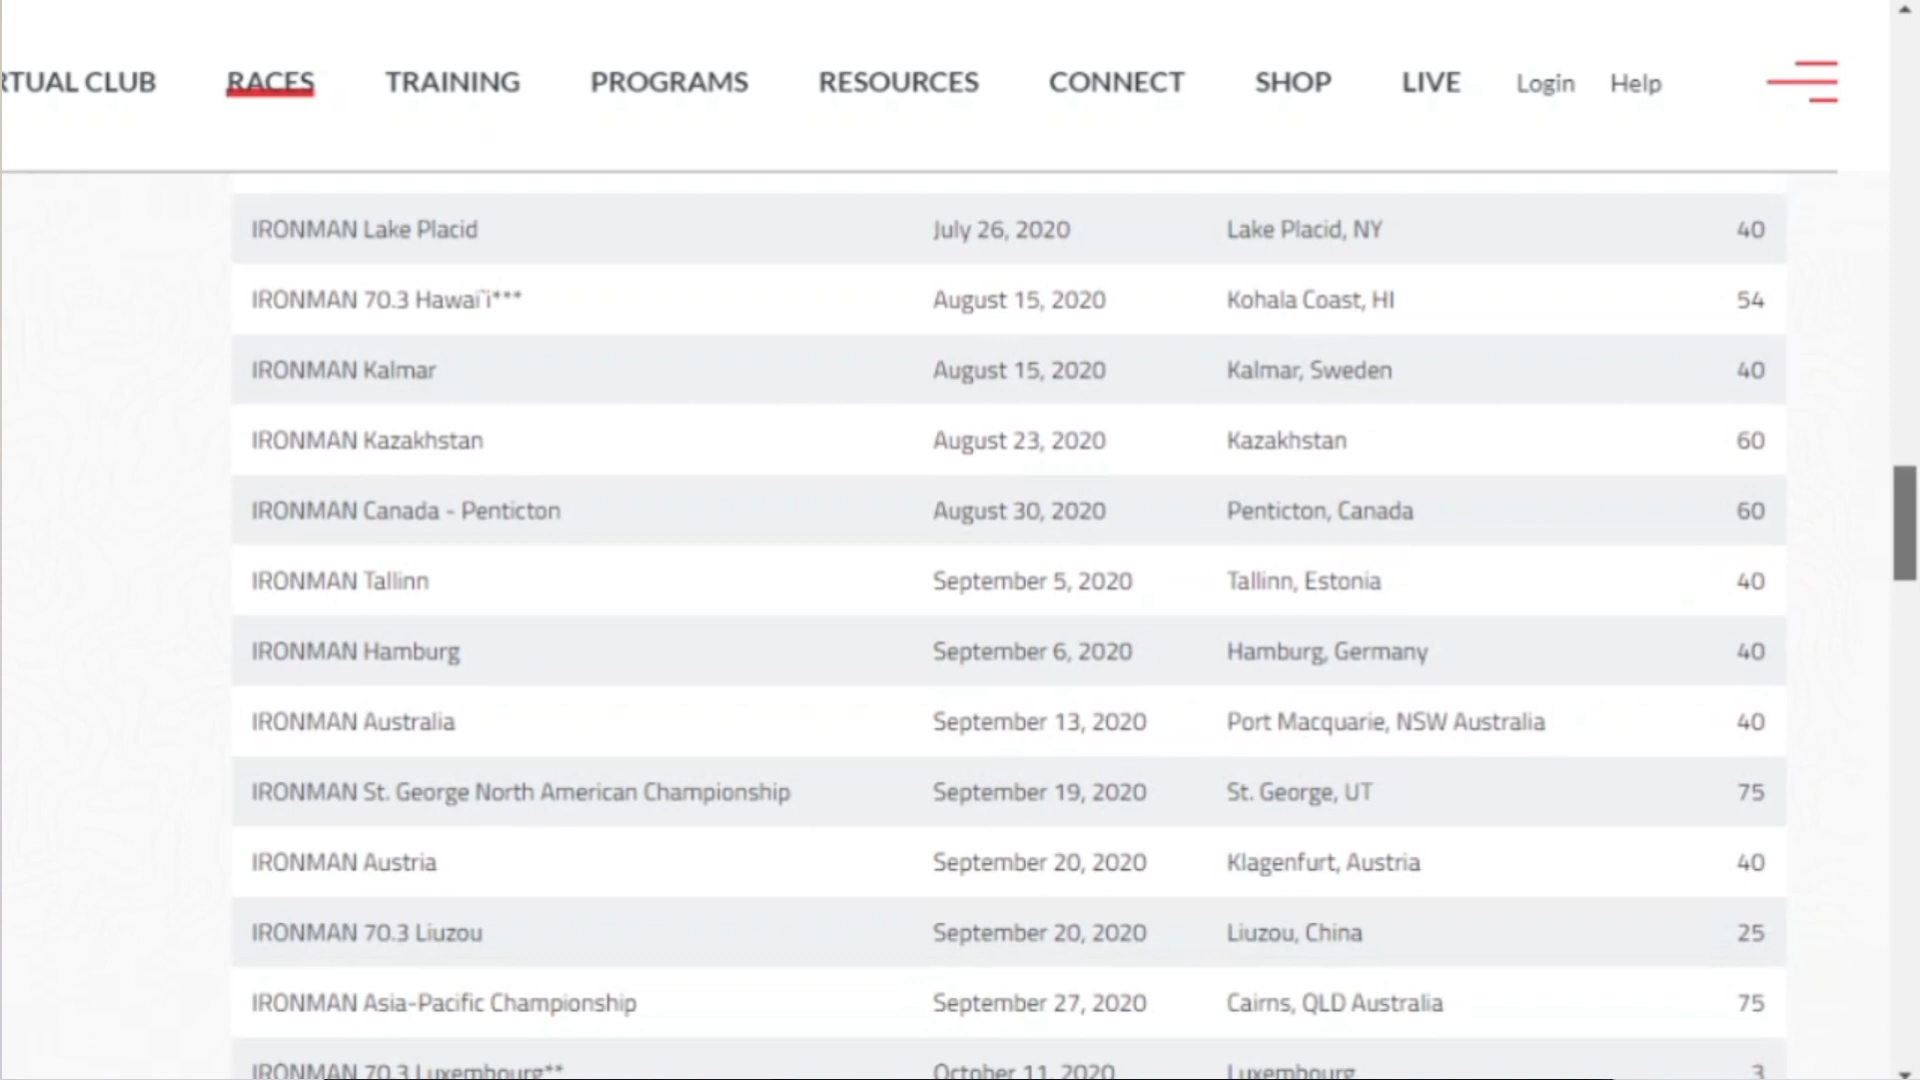 RTUAL CLUB RACES TRAINING PROGRAMS RESOURCES CONNECT SHOP LIVE Login Help
IRONMAN Lake Placid July 26, 2020 Lake Placid, NY 40
IRONMAN 70.3 Hawai`i*** August 15, 2020 Kohala Coast, HI 54
IRONMAN Kalmar August 15, 2020 Kalmar, Sweden 40
IRONMAN Kazakhstan August 23, 2020 Kazakhstan 60
IRONMAN Canada - Penticton August 30, 2020 Penticton, Canada 60
IRONMAN Tallinn September 5, 2020 Tallinn, Estonia 40
IRONMAN Hamburg September 6, 2020 Hamburg, Germany 40
IRONMAN Australia September 13, 2020 Port Macquarie, NSW Australia 40
IRONMAN St. George North American Championship September 19, 2020 St. George, UT 75
IRONMAN Austria September 20, 2020 Klagenfurt, Austria 40
IRONMAN 70.3 Liuzou September 20, 2020 Liuzou, China 25
IRONMAN Asia-Pacific Championship September 27, 2020 Cairns, QLD Australia 75
IRONMAN 70.3 Luxembourg** October 11, 2020 Luxembourg 3